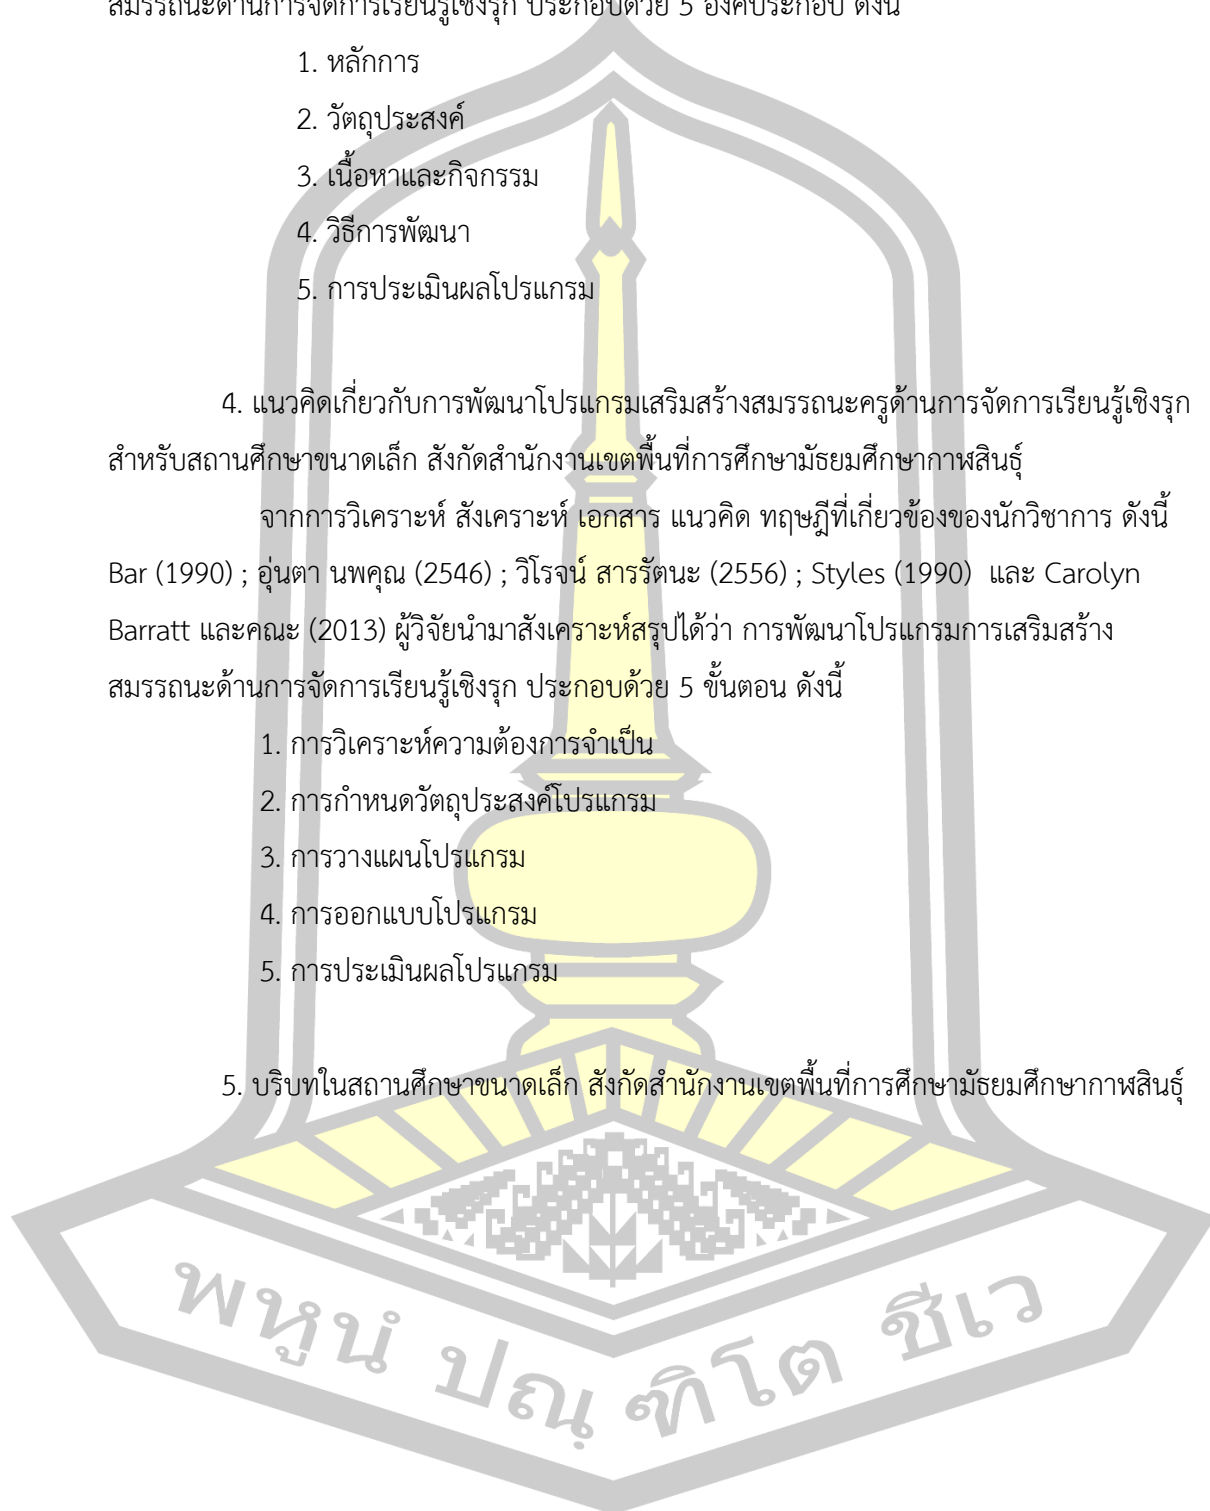 สมรรถนะด้านการจัดการเรียนรู้เชิงรุก ประกอบด้วย 5 องค์ประกอบ ดังนี้
1. หลักการ
2. วัตถุประสงค์
3. เนื้อหาและกิจกรรม
4. วิธีการพัฒนา
5. การประเมินผลโปรแกรม
4. แนวคิดเกี่ยวกับการพัฒนาโปรแกรมเสริมสร้างสมรรถนะครูด้านการจัดการเรียนรู้เชิงรุก
สำหรับสถานศึกษาขนาดเล็ก สังกัดสำนักงานเขตพื้นที่การศึกษามัธยมศึกษากาฬสินธุ์
จากการวิเคราะห์ สังเคราะห์ เอกสาร แนวคิด ทฤษฎีที่เกี่ยวข้องของนักวิชาการ ดังนี้
Bar (1990) ; อุ่นตา นพคุณ (2546) ; วิโรจน์ สารรัตนะ (2556) ; Styles (1990) และ Carolyn
Barratt และคณะ (2013) ผู้วิจัยนำมาสังเคราะห์สรุปได้ว่า การพัฒนาโปรแกรมการเสริมสร้าง
สมรรถนะด้านการจัดการเรียนรู้เชิงรุก ประกอบด้วย 5 ขั้นตอน ดังนี้
1. การวิเคราะห์ความต้องการจำเป็น
2. การกำหนดวัตถุประสงค์โปรแกรม
3. การวางแผนโปรแกรม
4. การออกแบบโปรแกรม
5. การประเมินผลโปรแกรม
5. บริบทในสถานศึกษาขนาดเล็ก สังกัดสำนักงานเขตพื้นที่การศึกษามัธยมศึกษากาฬสินธุ์
พหูนํ ปณฺ ฑิโต ชีเว